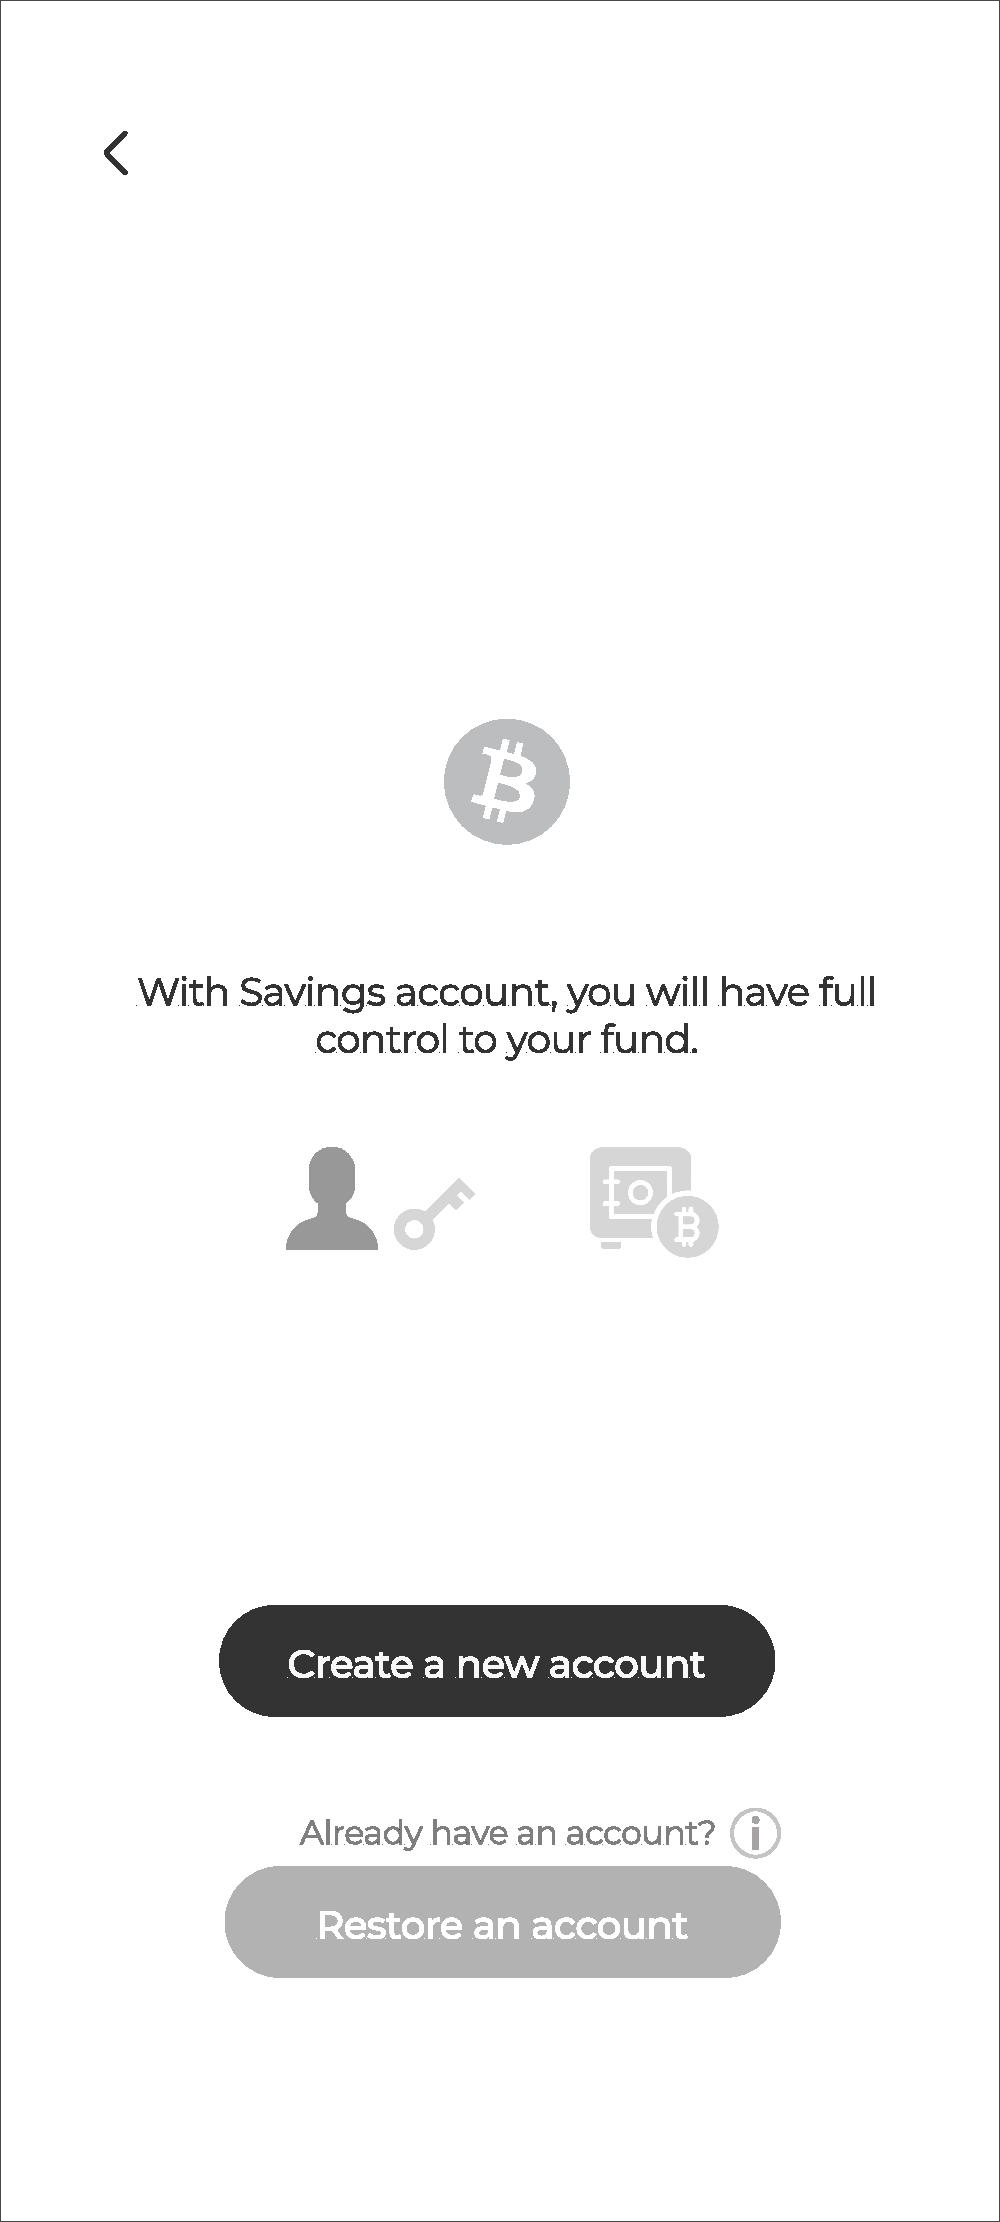 With Savings account, you will have full
control to your fund.
Create a new account
Already have an account?
Restore an account